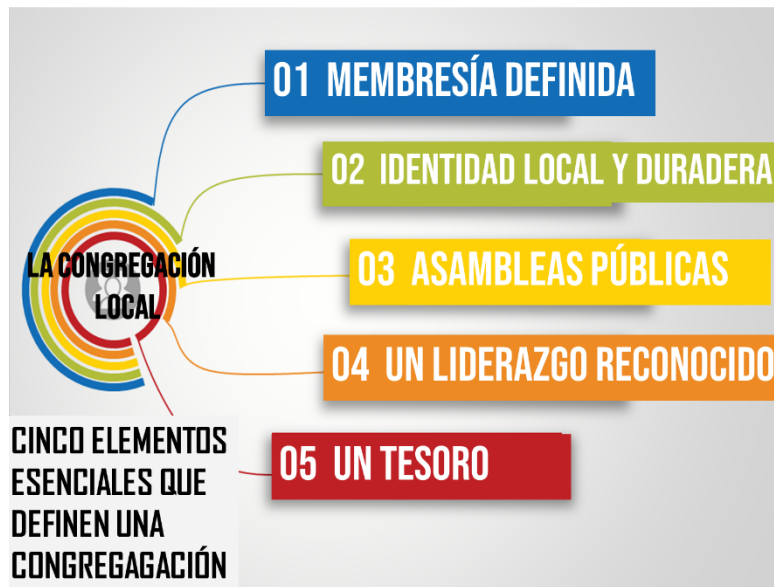 01 MEMBRESÍA DEFINIDA
02 IDENTIDAD LOCAL Y DURADERA
03 ASAMBLEAS PÚBLICAS
04 UN LIDERAZGO RECONOCIDO
05 UN TESORO
LA CONGREGACIÓN
LOCAL
CINCO ELEMENTOS
ESENCIALES QUE
DEFINEN UNA
CONGREGAGACIÓN